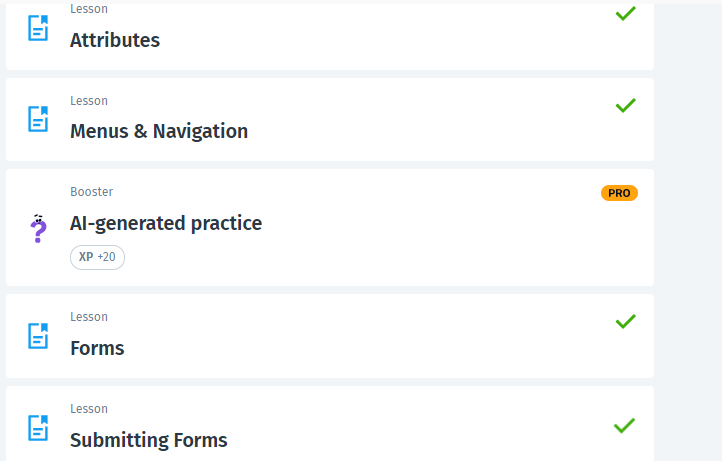 Lesson
Attributes
Lesson
Menus & Navigation
Booster
PRO
AI-generated practice
XP +20
Lesson
Forms
Lesson
Submitting Forms